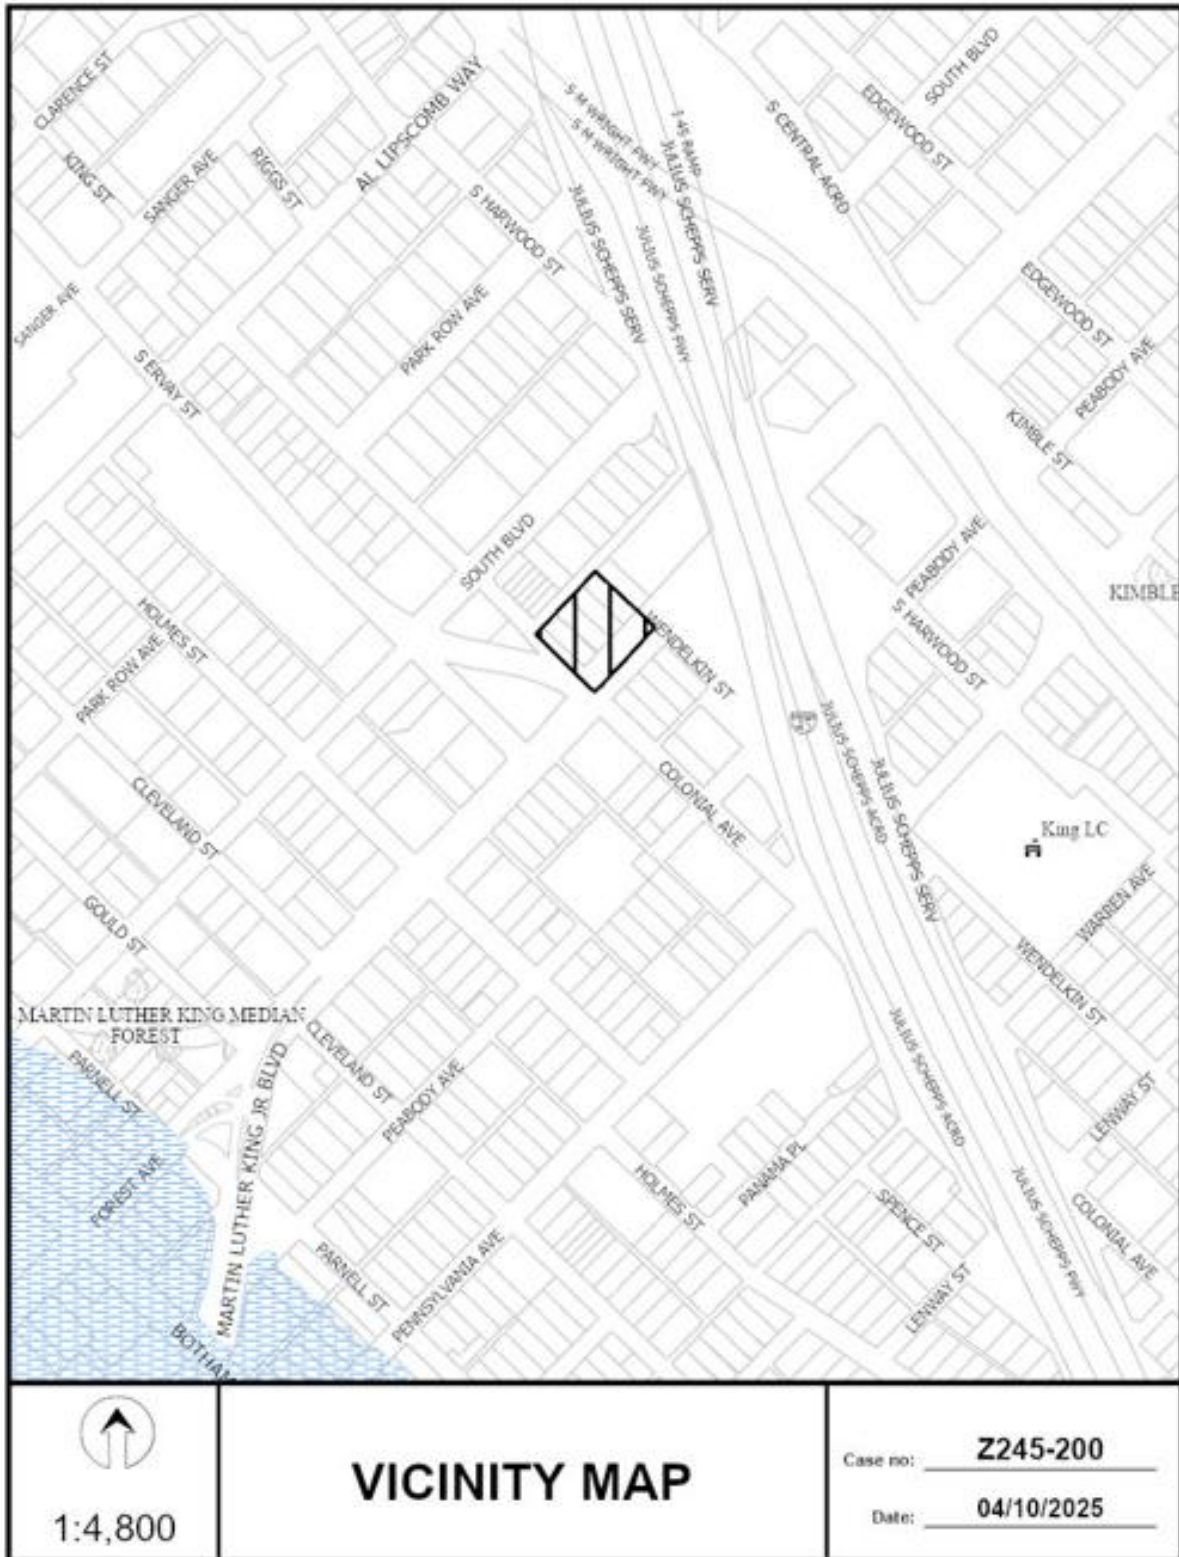 CLARENCE ST
SOUTH BLVD
AL LIPSCOMB WAY
S M WRIGHT PWY
S M WRIGHT PWY
I 45 RAMP
S CENTRAL ACRD
EDGEWOOD ST
KING ST
SANGER AVE
RIGGS ST
S HARWOOD ST
JULIUS SCHEPPS SERV
JULIUS SCHEPPS SERV
JULIUS SCHEPPS PWY
EDGEWOOD ST
SANGER AVE
PARK ROW AVE
PEABODY AVE
S ERVAY ST
KIMBLE ST
SOUTH BLVD
PEABODY AVE
KIMBLE
HOLMES ST
WENDELKIN ST
S HARWOOD ST
PARK ROW AVE
JULIUS SCHEPPS ACRD
JULIUS SCHEPPS SERV
COLONIAL AVE
CLEVELAND ST
King LC
GOULD ST
WARREN AVE
WENDELKIN ST
MARTIN LUTHER KING MEDIAN
FOREST
CLEVELAND ST
JULIUS SCHEPPS ACRD
PARNELL ST
PEABODY AVE
LENWAY ST
MARTIN LUTHER KING JR BLVD
FOREST AVE
PANAMA PL
HOLMES ST
SPENCE ST
JULIUS SCHEPPS PWY
COLONIAL AVE
PARNELL ST
PENNSYLVANIA AVE
LENWAY ST
BOTHAM
1:4,800
VICINITY MAP
Case no: Z245-200
Date: 04/10/2025